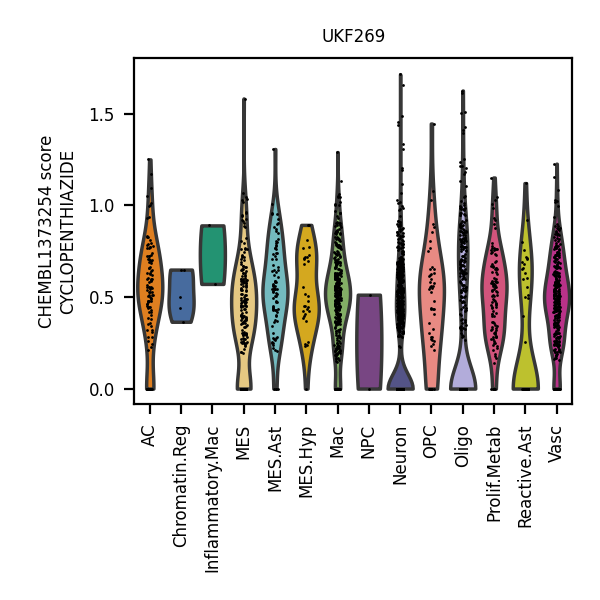 UKF269
CHEMBL1373254 score
CYCLOPENTHIAZIDE
1.5
1.0
0.5
0.0
AC
Chromatin.Reg
Inflammatory.Mac
MES
MES.Ast
MES.Hyp
Mac
NPC
Neuron
OPC
Oligo
Prolif.Metab
Reactive.Ast
Vasc